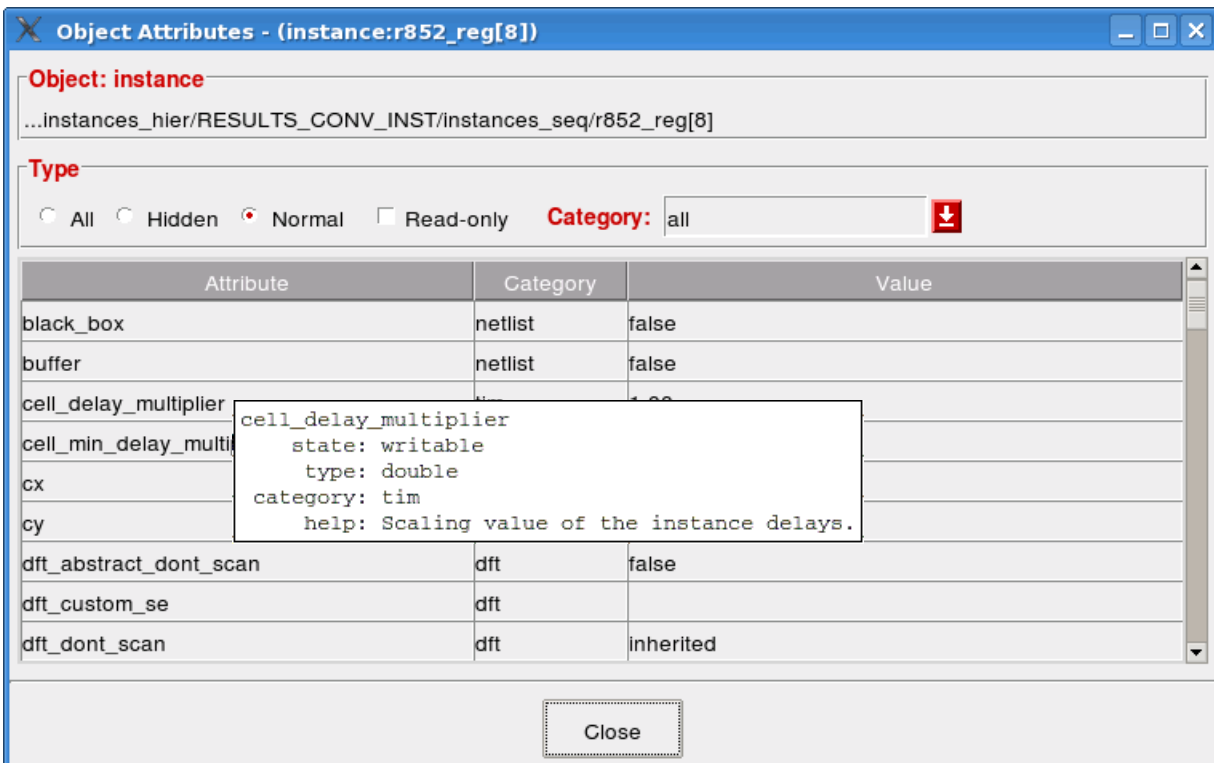 Object Attributes - (instance:r852_reg[8])
Object: instance
...instances_hier/RESULTS_CONV_INST/instances_seq/r852_reg[8]
Type
All Hidden Normal Read-only Category: all
Attribute Category Value
black_box netlist false
buffer netlist false
cell_delay_multiplier
cell_delay_multiplier
state: writable
cell_min_delay_multi
type: double
cx
category: tim
cy
help: Scaling value of the instance delays.
dft_abstract_dont_scan dft false
dft_custom_se dft
dft_dont_scan dft inherited
Close